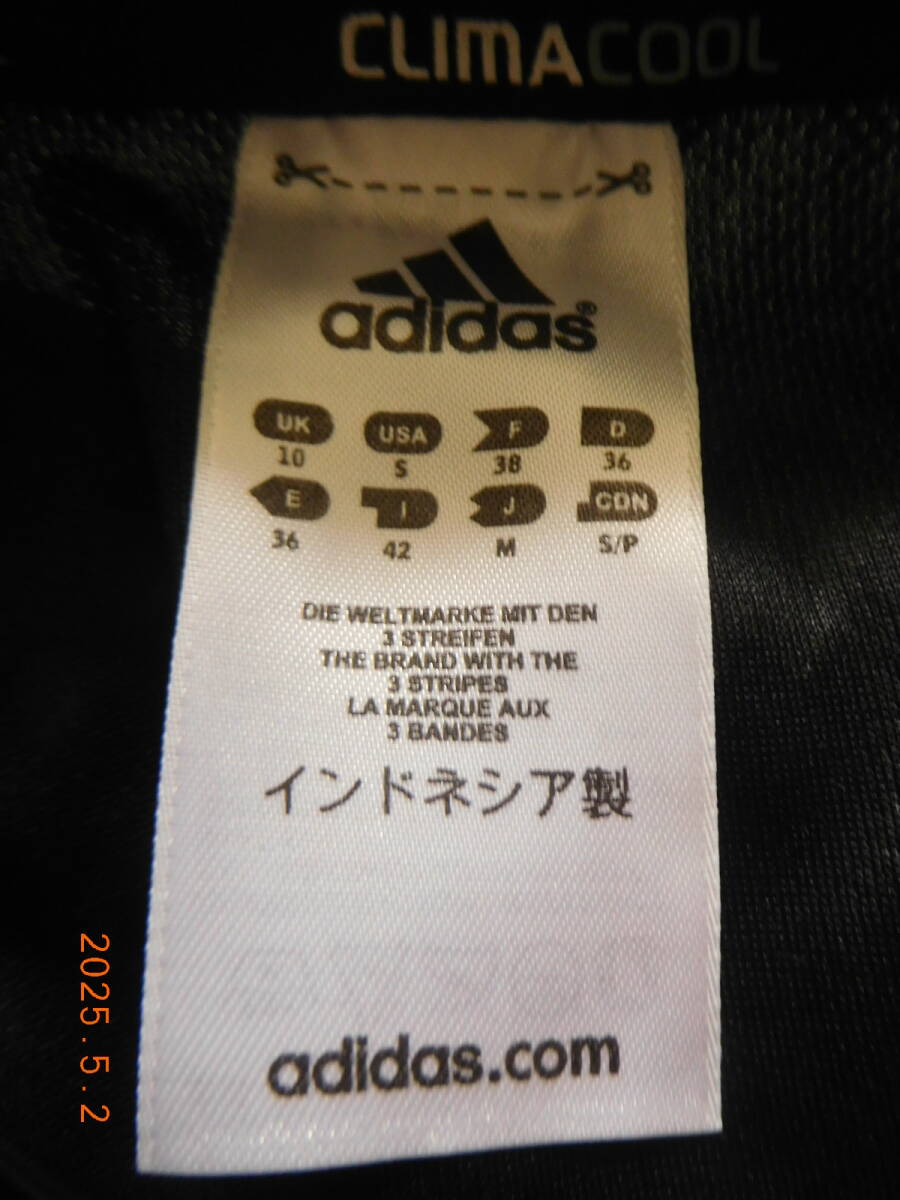 CLIMACOOL
adidas®
UK USA F D
10 S 38 36
E I J CDN
36 42 M S/P
DIE WELTMARKE MIT DEN
3 STREIFEN
THE BRAND WITH THE
3 STRIPES
LA MARQUE AUX
3 BANDES
インドネシア製
adidas.com
2025.5.2